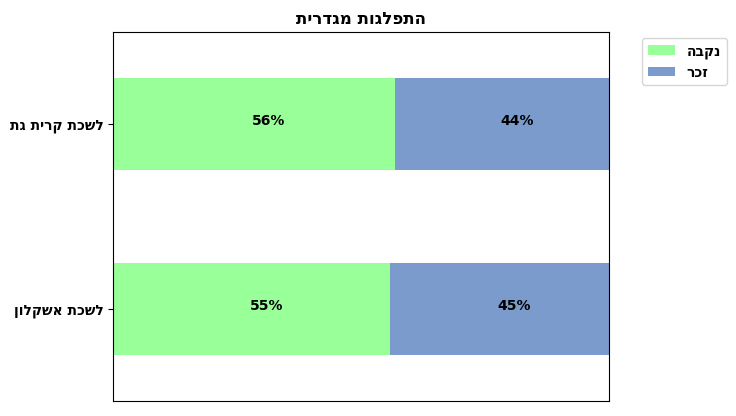 התפלגות מגדרית
נקבה
זכר
לשכת קרית גת
56%
44%
לשכת אשקלון
55%
45%